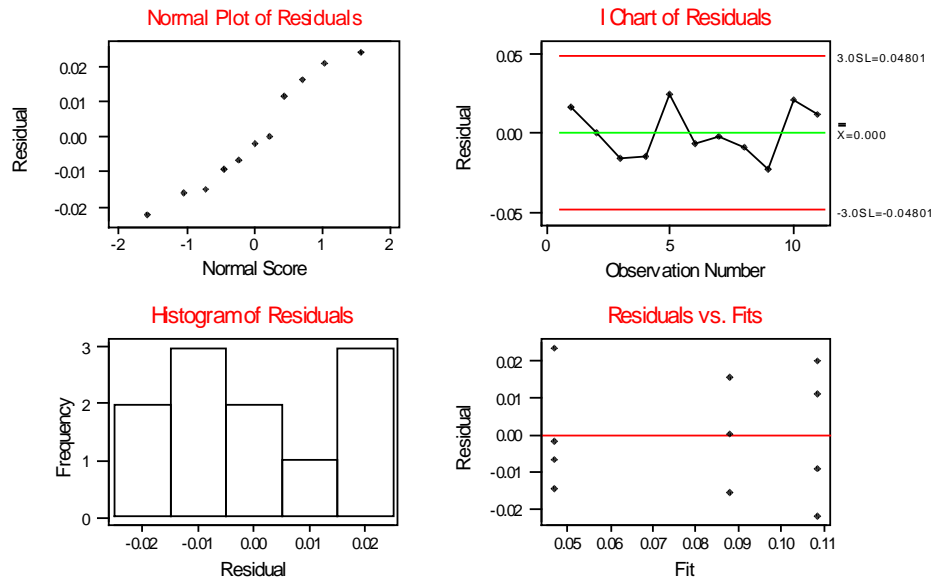 Normal Plot of Residuals
Residual
0.02
0.01
0.00
-0.01
-0.02
-2
-1
0
1
2
Normal Score
I Chart of Residuals
Residual
0.05
0.00
-0.05
3.0SL=0.04801
X=0.000
-3.0SL=-0.04801
0
5
10
Observation Number
Histogram of Residuals
Frequency
3
2
1
0
-0.02
-0.01
0.00
0.01
0.02
Residual
Residuals vs. Fits
Residual
0.02
0.01
0.00
-0.01
-0.02
0.05
0.06
0.07
0.08
0.09
0.10
0.11
Fit